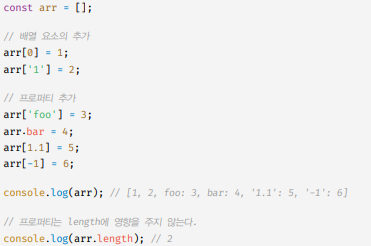 const arr = [];
// 배열 요소의 추가
arr[0] = 1;
arr['1'] = 2;
// 프로퍼티 추가
arr['foo'] = 3;
arr.bar = 4;
arr[1.1] = 5;
arr[-1] = 6;
console.log(arr); // [1, 2, foo: 3, bar: 4, '1.1': 5, '-1': 6]
// 프로퍼티는 length에 영향을 주지 않는다.
console.log(arr.length); // 2